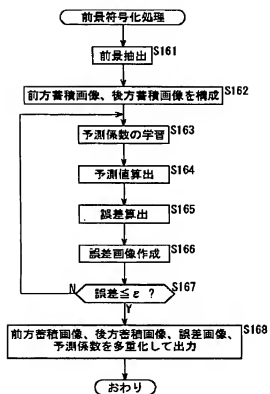 前景符号化処理
前景抽出 S161
前方蓄積画像、後方蓄積画像を構成 S162
予測係数の学習 S163
予測値算出 S164
誤差算出 S165
誤差画像作成 S166
誤差≦ε ? S167
N
Y
前方蓄積画像、後方蓄積画像、誤差画像、 S168
予測係数を多重化して出力
おわり